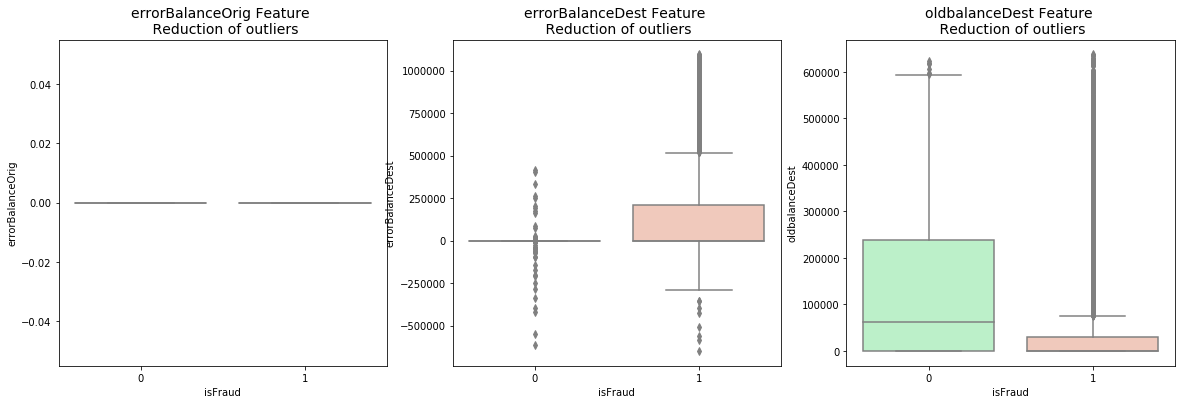 errorBalanceOrig Feature
Reduction of outliers
errorBalanceOrig
0.04
0.02
0.00
−0.02
−0.04
0
1
isFraud
errorBalanceDest Feature
Reduction of outliers
errorBalanceDest
1000000
750000
500000
250000
0
−250000
−500000
0
1
isFraud
oldbalanceDest Feature
Reduction of outliers
oldbalanceDest
600000
500000
400000
300000
200000
100000
0
0
1
isFraud